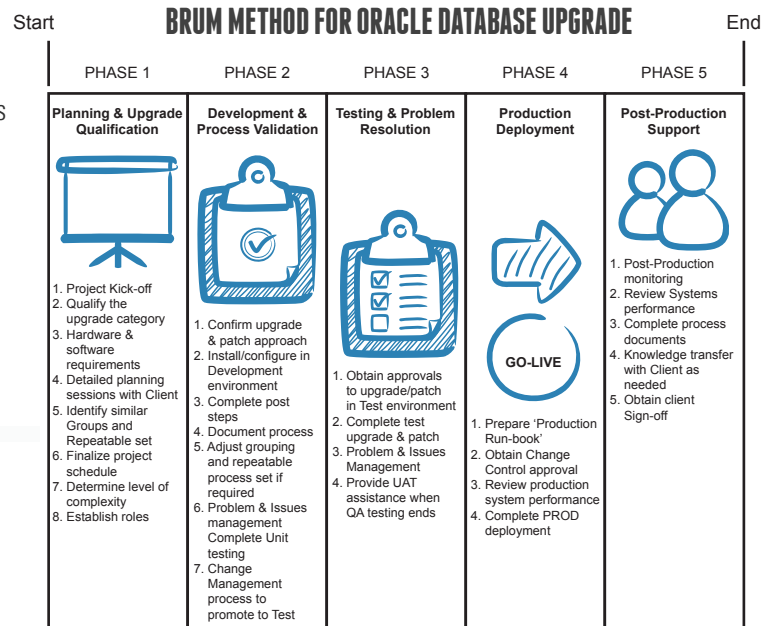 Start
BRUM METHOD FOR ORACLE DATABASE UPGRADE
End
PHASE 1
PHASE 2
PHASE 3
PHASE 4
PHASE 5
S
Planning & Upgrade
Qualification
1. Project Kick-off
2. Qualify the
upgrade category
3. Hardware &
software
requirements
4. Detailed planning
sessions with Client
5. Identify similar
Groups and
Repeatable set
6. Finalize project
schedule
7. Determine level of
complexity
8. Establish roles
Development &
Process Validation
1. Confirm upgrade
& patch approach
2. Install/configure in
Development
environment
3. Complete post
steps
4. Document process
5. Adjust grouping
and repeatable
process set if
required
6. Problem & Issues
management
Complete Unit
testing
7. Change
Management
process to
promote to Test
Testing & Problem
Resolution
1. Obtain approvals
to upgrade/patch
in Test environment
2. Complete test
upgrade & patch
3. Problem & Issues
Management
4. Provide UAT
assistance when
QA testing ends
Production
Deployment
GO-LIVE
1. Prepare ‘Production
Run-book’
2. Obtain Change
Control approval
3. Review production
system performance
4. Complete PROD
deployment
Post-Production
Support
1. Post-Production
monitoring
2. Review Systems
performance
3. Complete process
documents
4. Knowledge transfer
with Client as
needed
5. Obtain client
Sign-off